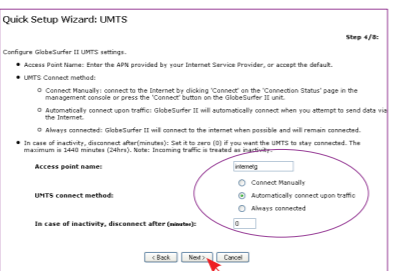 Quick Setup Wizard: UMTS
Step 4/8:
Configure GlobeSurfer II UMTS settings.
• Access Point Name: Enter the APN provided by your Internet Service Provider, or accept the default.
• UMTS Connect method:
○ Connect Manually: connect to the Internet by clicking 'Connect' on the 'Connection Status' page in the
management console or press the 'Connect' button on the GlobeSurfer II unit.
○ Automatically connect upon traffic: GlobeSurfer II will automatically connect when you attempt to send data via
the Internet.
○ Always connected: GlobeSurfer II will connect to the internet when possible and will remain connected.
• In case of inactivity, disconnect after(minutes): Set it to zero (0) if you want the UMTS to stay connected. The
maximum is 1440 minutes (24hrs). Note: Incoming traffic is treated as inactivity.
Access point name: internetg
Connect Manually
UMTS connect method: Automatically connect upon traffic
Always connected
In case of inactivity, disconnect after (minutes): 0
< Back Next > Cancel